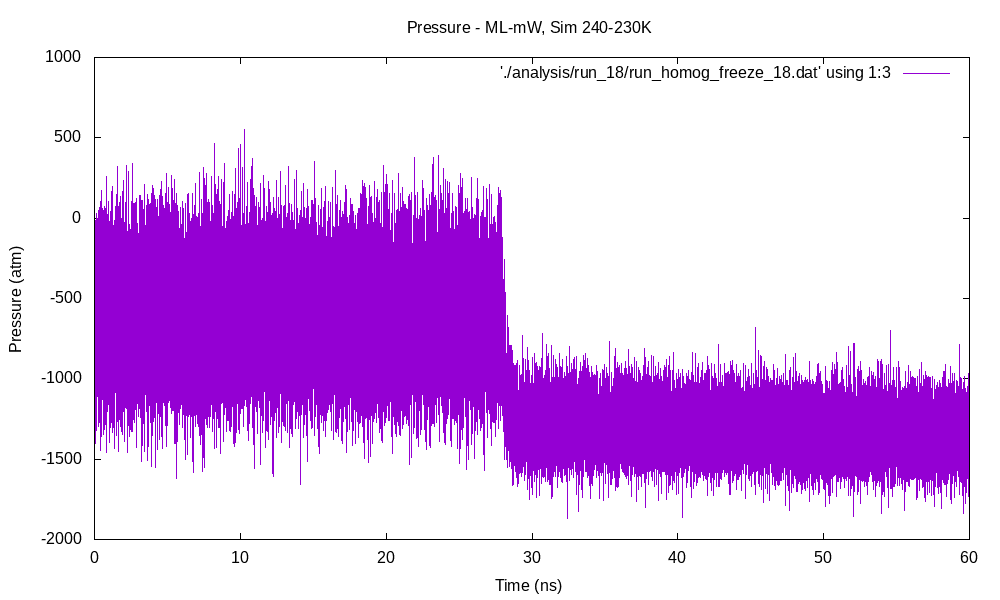 Pressure - ML-mW, Sim 240-230K
'./analysis/run_18/run_homog_freeze_18.dat' using 1:3
1000
500
0
-500
-1000
-1500
-2000
Pressure (atm)
0 10 20 30 40 50 60
Time (ns)